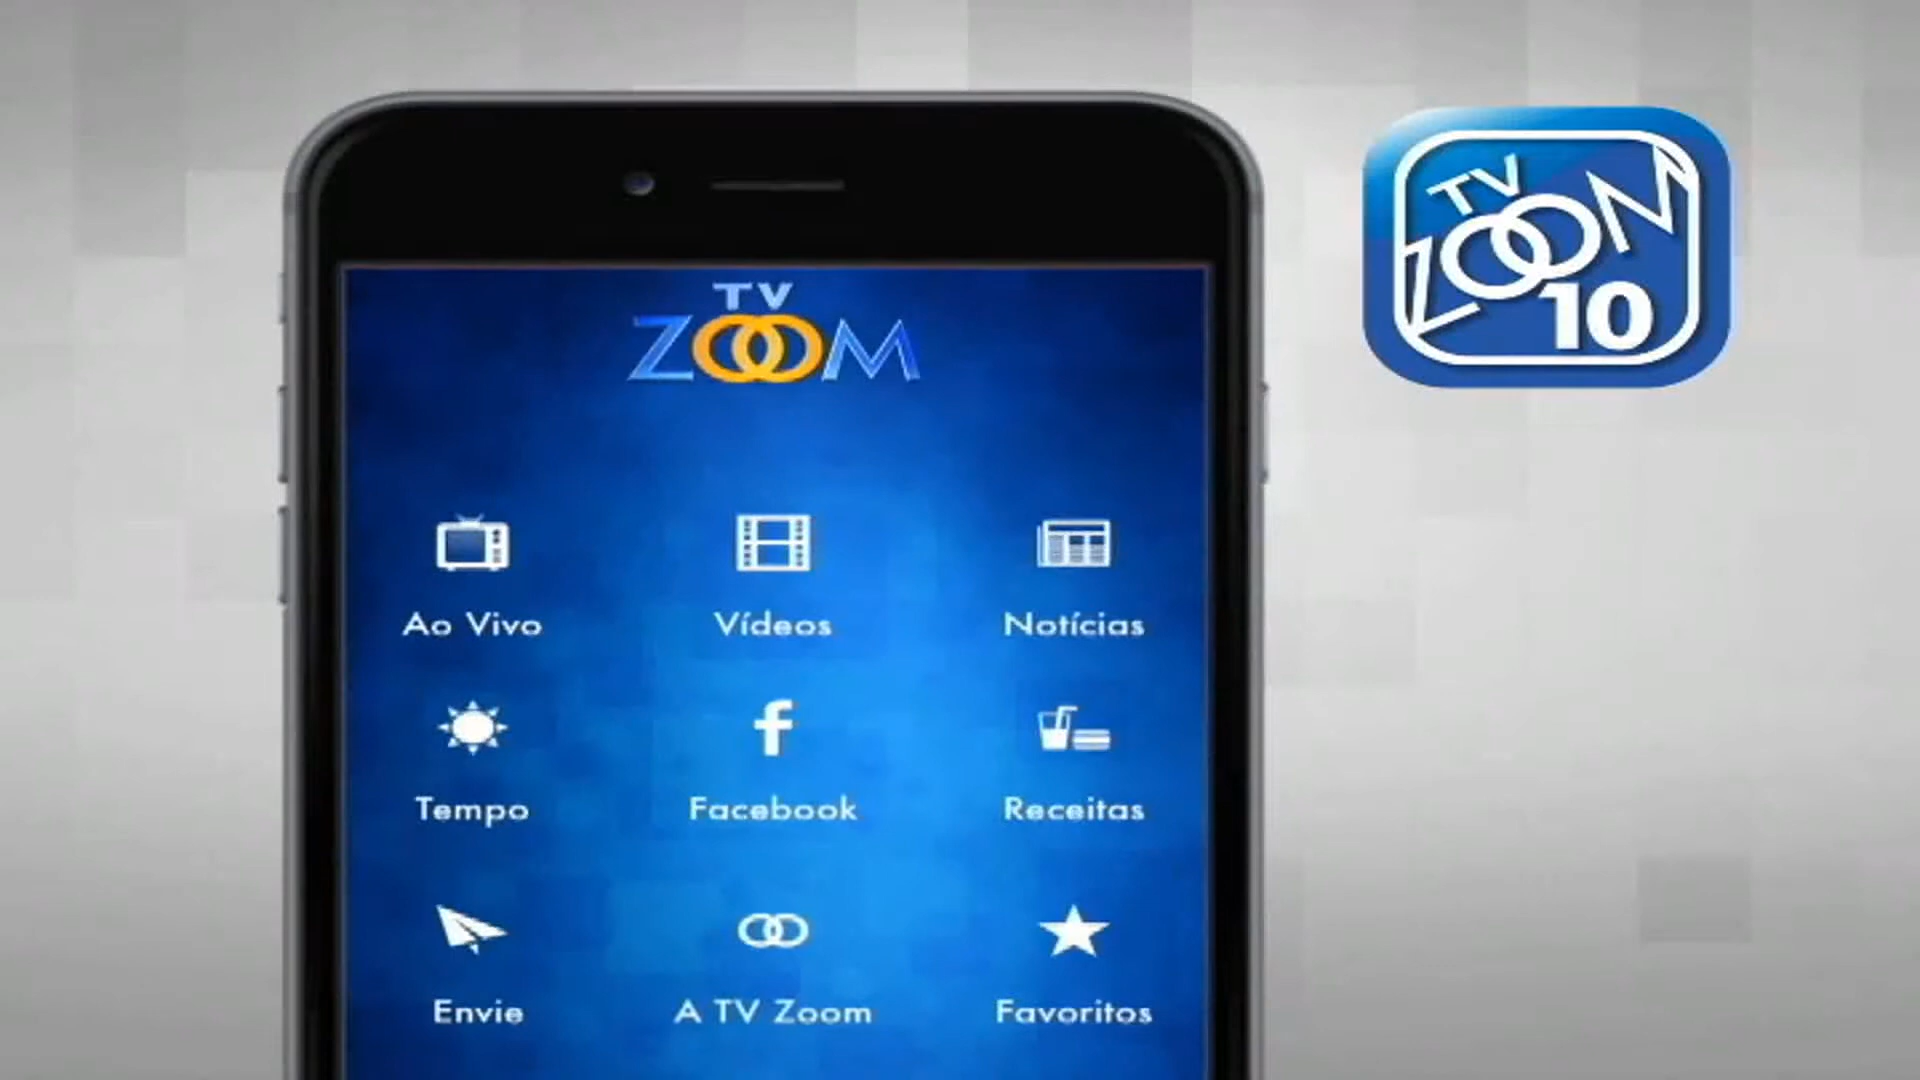 TV
ZOOM
TV
ZOOM
10
Ao Vivo
Vídeos
Notícias
Tempo
Facebook
Receitas
Envie
A TV Zoom
Favoritos